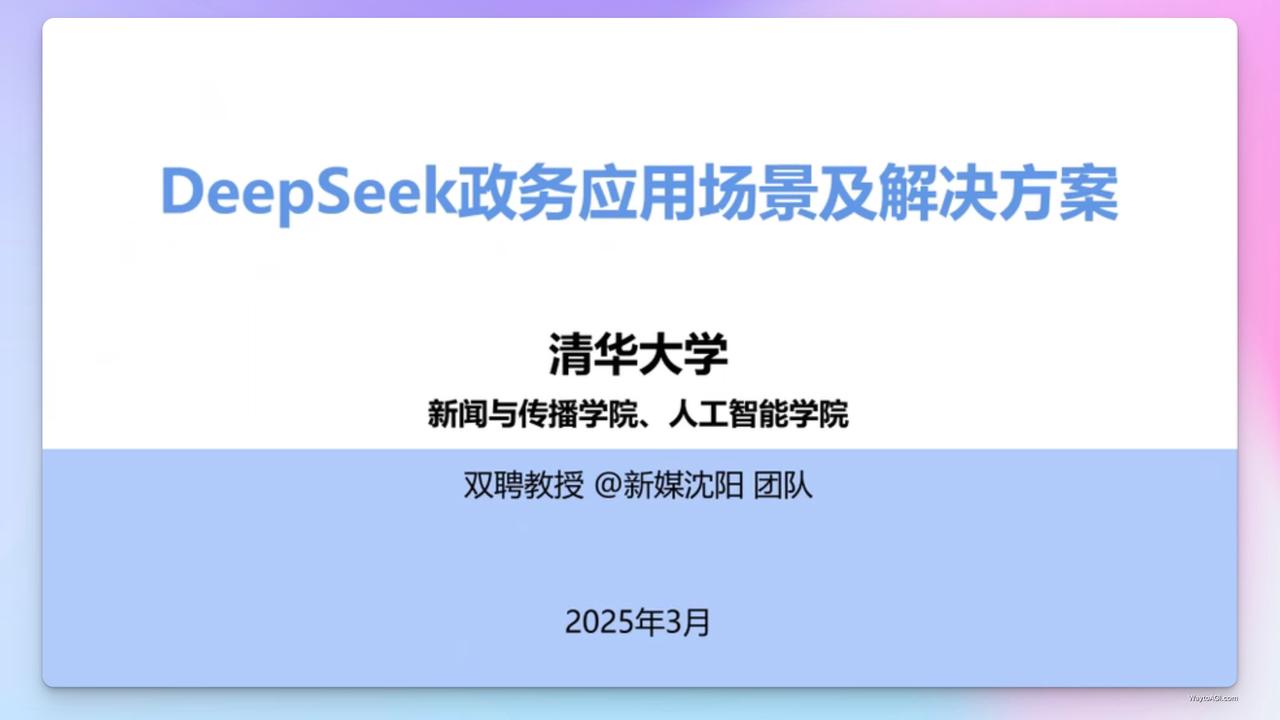 DeepSeek政务应用场景及解决方案
清华大学
新闻与传播学院、人工智能学院
双聘教授 @新媒沈阳 团队
2025年3月
WaytoAGI.com